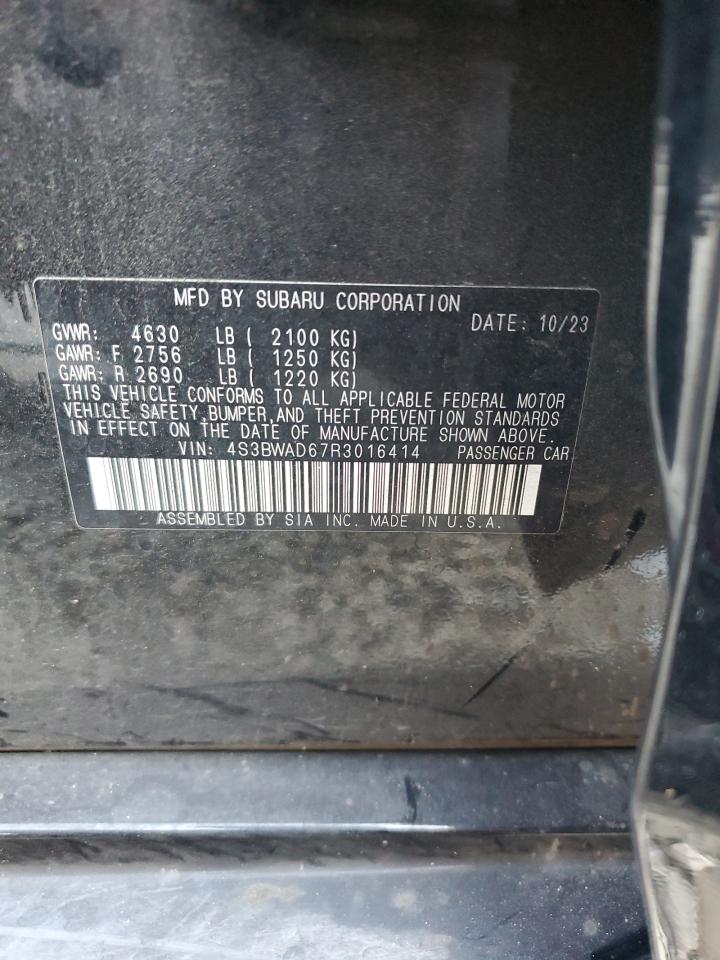 MFD BY SUBARU CORPORATION
DATE: 10/23
GVWR: 4630 LB ( 2100 KG)
GAWR: F 2756 LB ( 1250 KG)
GAWR: R 2690 LB ( 1220 KG)
THIS VEHICLE CONFORMS TO ALL APPLICABLE FEDERAL MOTOR
VEHICLE SAFETY, BUMPER, AND THEFT PREVENTION STANDARDS
IN EFFECT ON THE DATE OF MANUFACTURE SHOWN ABOVE.
VIN: 4S3BWAD67R3016414 PASSENGER CAR
ASSEMBLED BY SIA INC. MADE IN U.S.A.